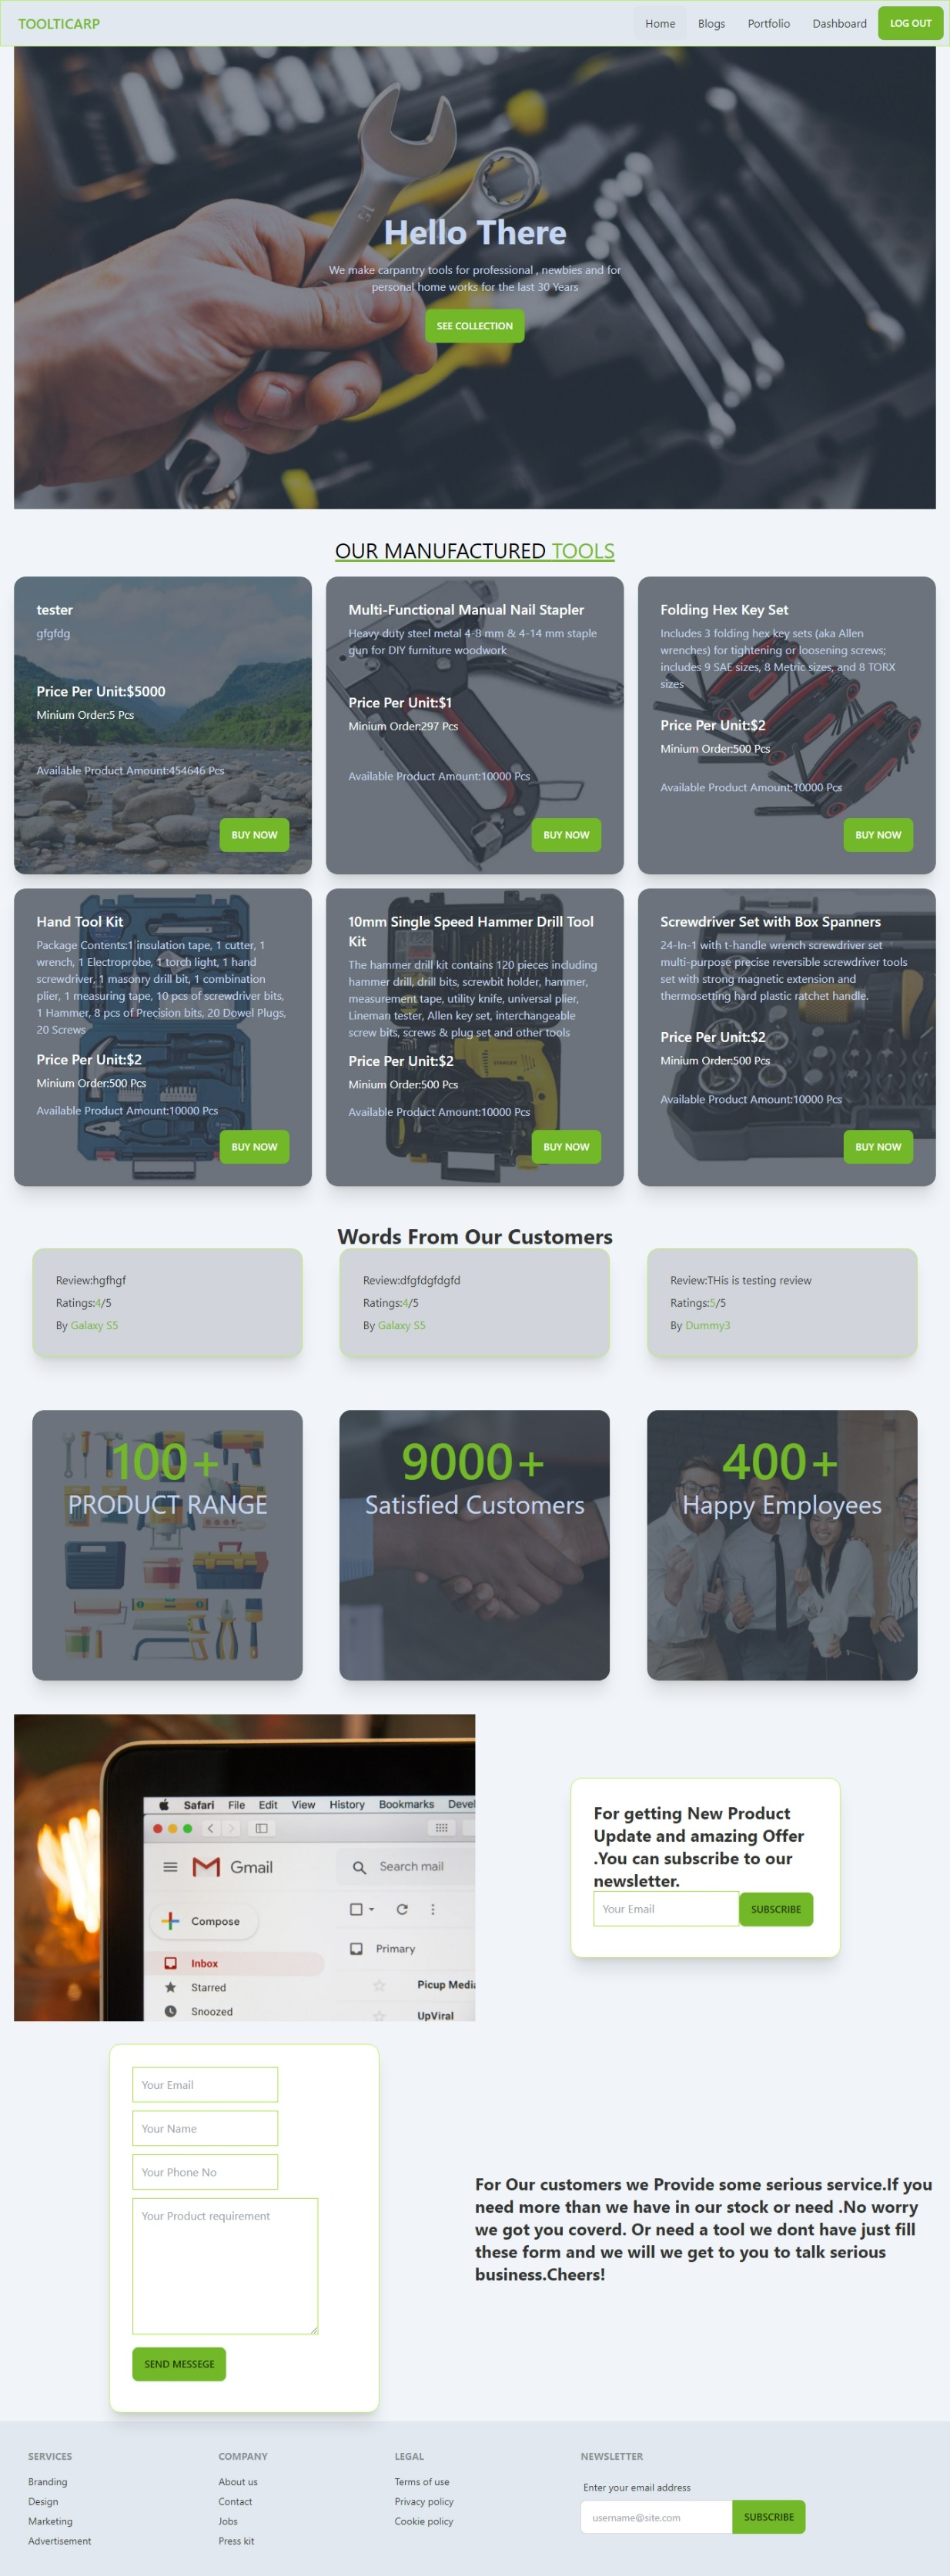 TOOLTICARP
Home Blogs Portfolio Dashboard LOG OUT
Hello There
We make carpantry tools for professional , newbies and for
personal home works for the last 30 Years
SEE COLLECTION
OUR MANUFACTURED TOOLS
tester
gfgfdg
Price Per Unit:$5000
Minium Order:5 Pcs
Available Product Amount:454646 Pcs
BUY NOW
Multi-Functional Manual Nail Stapler
Heavy duty steel metal 4-8 mm & 4-14 mm staple
gun for DIY furniture woodwork
Price Per Unit:$1
Minium Order:297 Pcs
Available Product Amount:10000 Pcs
BUY NOW
Folding Hex Key Set
Includes 3 folding hex key sets (aka Allen
wrenches) for tightening or loosening screws;
includes 9 SAE sizes, 8 Metric sizes, and 8 TORX
sizes
Price Per Unit:$2
Minium Order:500 Pcs
Available Product Amount:10000 Pcs
BUY NOW
Hand Tool Kit
Package Contents:1 insulation tape, 1 cutter, 1
wrench, 1 Electroprobe, 1 torch light, 1 hand
screwdriver, 1 masonry drill bit, 1 combination
plier, 1 measuring tape, 10 pcs of screwdriver bits,
1 Hammer, 8 pcs of Precision bits, 20 Dowel Plugs,
20 Screws
Price Per Unit:$2
Minium Order:500 Pcs
Available Product Amount:10000 Pcs
BUY NOW
10mm Single Speed Hammer Drill Tool
Kit
The hammer drill kit contains 120 pieces including
hammer drill, drill bits, screwbit holder, hammer,
measurement tape, utility knife, universal plier,
Lineman tester, Allen key set, interchangeable
screw bits, screws & plug set and other tools
Price Per Unit:$2
Minium Order:500 Pcs
Available Product Amount:10000 Pcs
STANLEY
BUY NOW
Screwdriver Set with Box Spanners
24-In-1 with t-handle wrench screwdriver set
multi-purpose precise reversible screwdriver tools
set with strong magnetic extension and
thermosetting hard plastic ratchet handle.
Price Per Unit:$2
Minium Order:500 Pcs
Available Product Amount:10000 Pcs
BUY NOW
Words From Our Customers
Review:hgfhgf
Ratings:4/5
By Galaxy S5
Review:dfgfdgfdgfd
Ratings:4/5
By Galaxy S5
Review:THis is testing review
Ratings:5/5
By Dummy3
100+
PRODUCT RANGE
9000+
Satisfied Customers
400+
Happy Employees
Safari File Edit View History Bookmarks Devel
Gmail
Search mail
Compose
Primary
Inbox
Starred
Picup Media
Snoozed
UpViral
For getting New Product
Update and amazing Offer
.You can subscribe to our
newsletter.
Your Email
SUBSCRIBE
Your Email
Your Name
Your Phone No
Your Product requirement
SEND MESSEGE
For Our customers we Provide some serious service.If you
need more than we have in our stock or need .No worry
we got you coverd. Or need a tool we dont have just fill
these form and we will we get to you to talk serious
business.Cheers!
SERVICES
Branding
Design
Marketing
Advertisement
COMPANY
About us
Contact
Jobs
Press kit
LEGAL
Terms of use
Privacy policy
Cookie policy
NEWSLETTER
Enter your email address
username@site.com
SUBSCRIBE